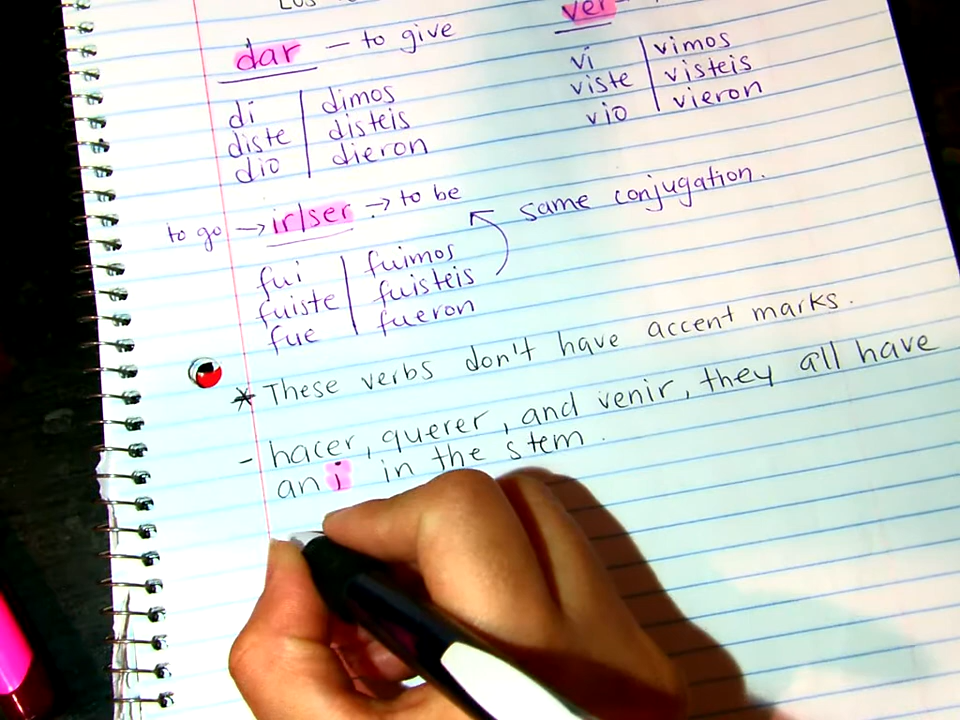 dar - to give
di | dimos
diste | disteis
dio | dieron
ver -
vi | vimos
viste | visteis
vio | vieron
to go → ir/ser → to be
same conjugation.
fui | fuimos
fuiste | fuisteis
fue | fueron
* These verbs don't have accent marks.
- hacer, querer, and venir, they all have
an i in the stem.